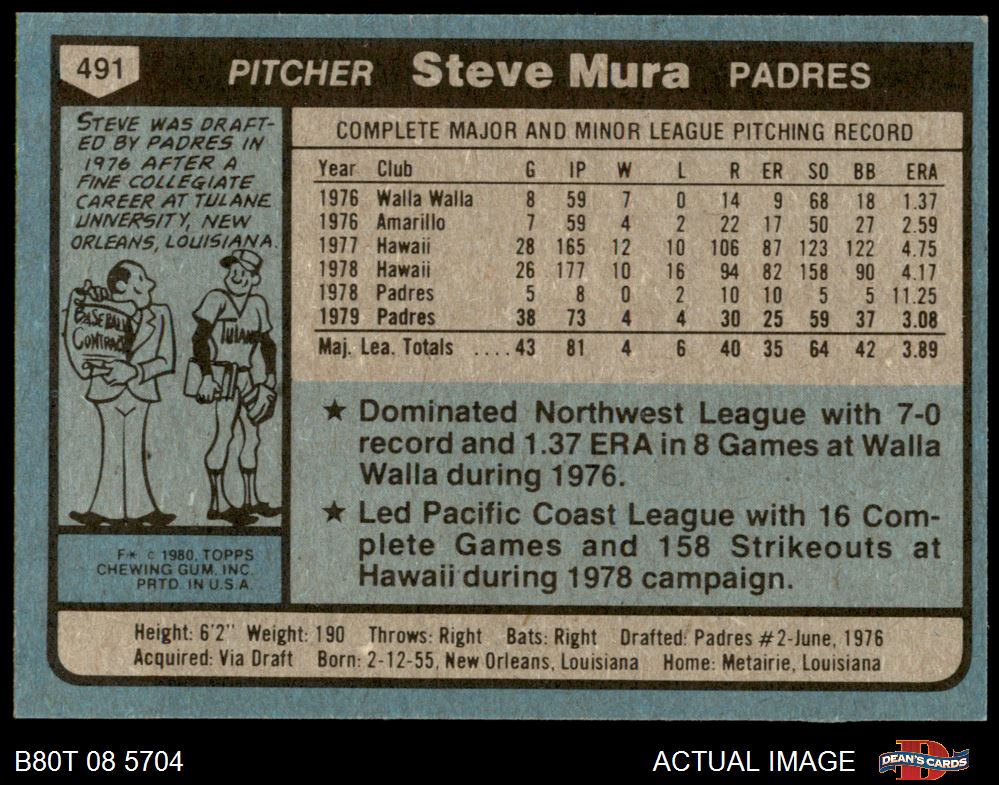 491 PITCHER Steve Mura PADRES
STEVE WAS DRAFT-
ED BY PADRES IN
1976 AFTER A
FINE COLLEGIATE
CAREER AT TULANE
UNIVERSITY, NEW
ORLEANS, LOUISIANA.
BASEBALL
CONTRACT
TULANE
F* © 1980, TOPPS
CHEWING GUM, INC.
PRTD. IN U.S.A.
COMPLETE MAJOR AND MINOR LEAGUE PITCHING RECORD
Year Club G IP W L R ER SO BB ERA
1976 Walla Walla 8 59 7 0 14 9 68 18 1.37
1976 Amarillo 7 59 4 2 22 17 50 27 2.59
1977 Hawaii 28 165 12 10 106 87 123 122 4.75
1978 Hawaii 26 177 10 16 94 82 158 90 4.17
1978 Padres 5 8 0 2 10 10 5 5 11.25
1979 Padres 38 73 4 4 30 25 59 37 3.08
Maj. Lea. Totals ....43 81 4 6 40 35 64 42 3.89
★ Dominated Northwest League with 7-0
record and 1.37 ERA in 8 Games at Walla
Walla during 1976.
★ Led Pacific Coast League with 16 Com-
plete Games and 158 Strikeouts at
Hawaii during 1978 campaign.
Height: 6'2" Weight: 190 Throws: Right Bats: Right Drafted: Padres #2-June, 1976
Acquired: Via Draft Born: 2-12-55, New Orleans, Louisiana Home: Metairie, Louisiana
B80T 08 5704 ACTUAL IMAGE DEAN'S CARDS